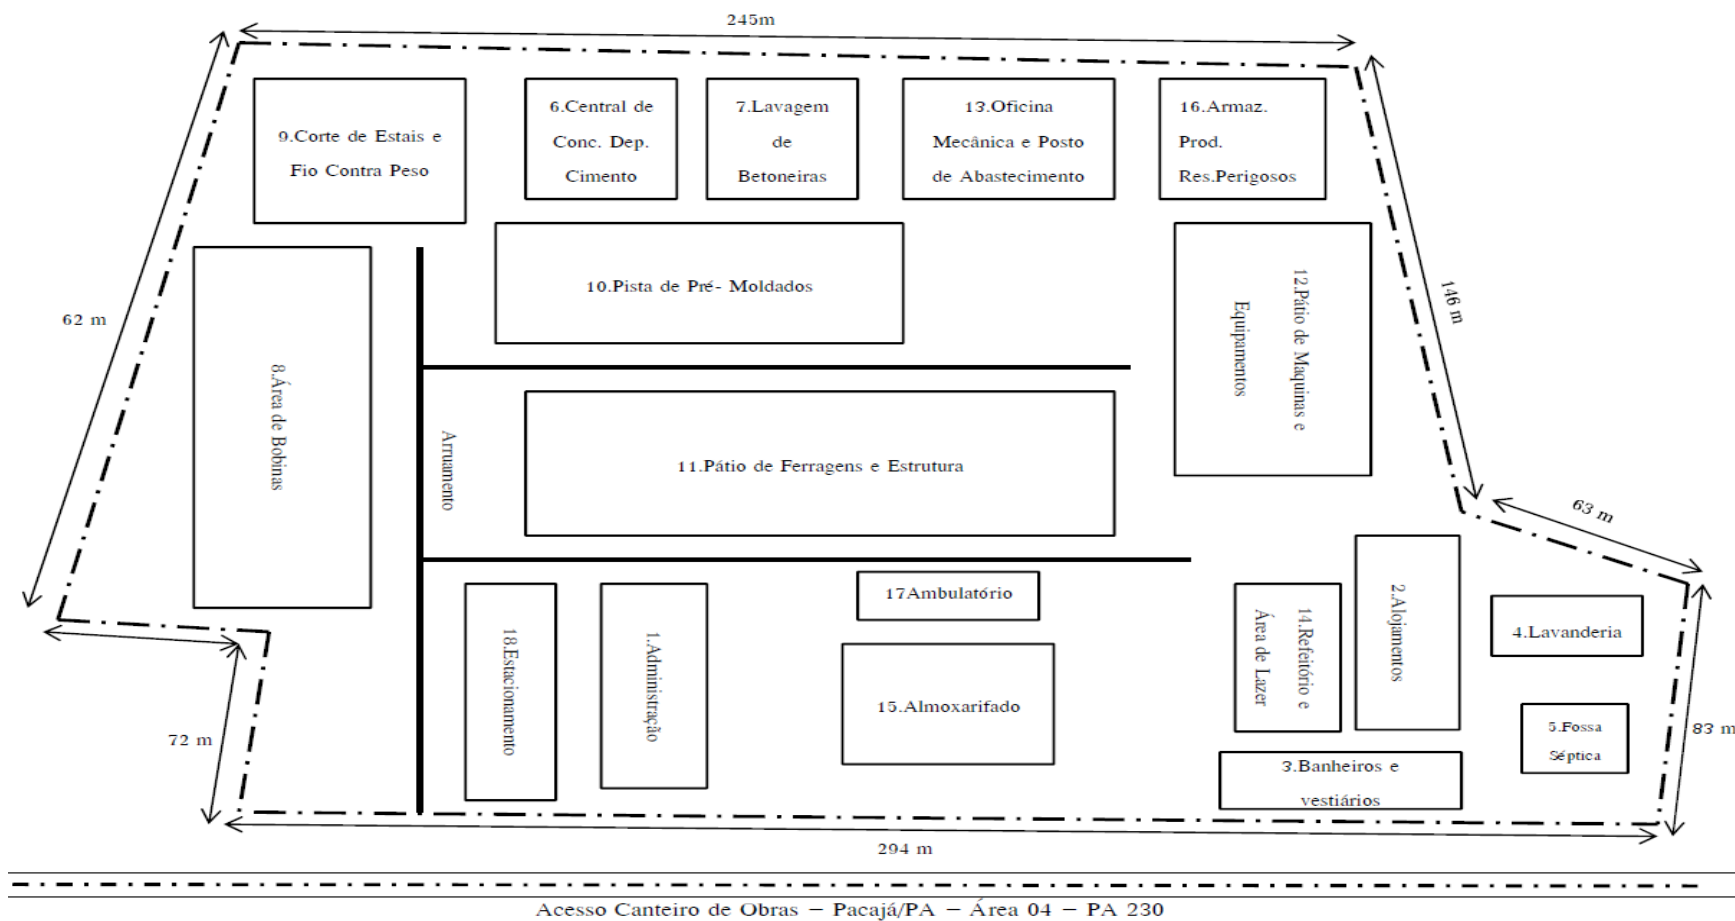 245m
9.Corte de Estais e
Fio Contra Peso
6.Central de
Conc. Dep.
Cimento
7.Lavagem
de
Betoneiras
13.Oficina
Mecânica e Posto
de Abastecimento
16.Armaz.
Prod.
Res.Perigosos
62 m
8.Área de Bobinas
10.Pista de Pré- Moldados
12.Pátio de Maquinas e
Equipamentos
146 m
Arruamento
11.Pátio de Ferragens e Estrutura
63 m
18.Estacionamento
1.Administração
17Ambulatório
15.Almoxarifado
14.Refeitório e
Área de Lazer
2.Alojamentos
4.Lavanderia
5.Fossa
Séptica
3.Banheiros e
vestiários
72 m
83 m
294 m
Acesso Canteiro de Obras – Pacajá/PA – Área 04 – PA 230